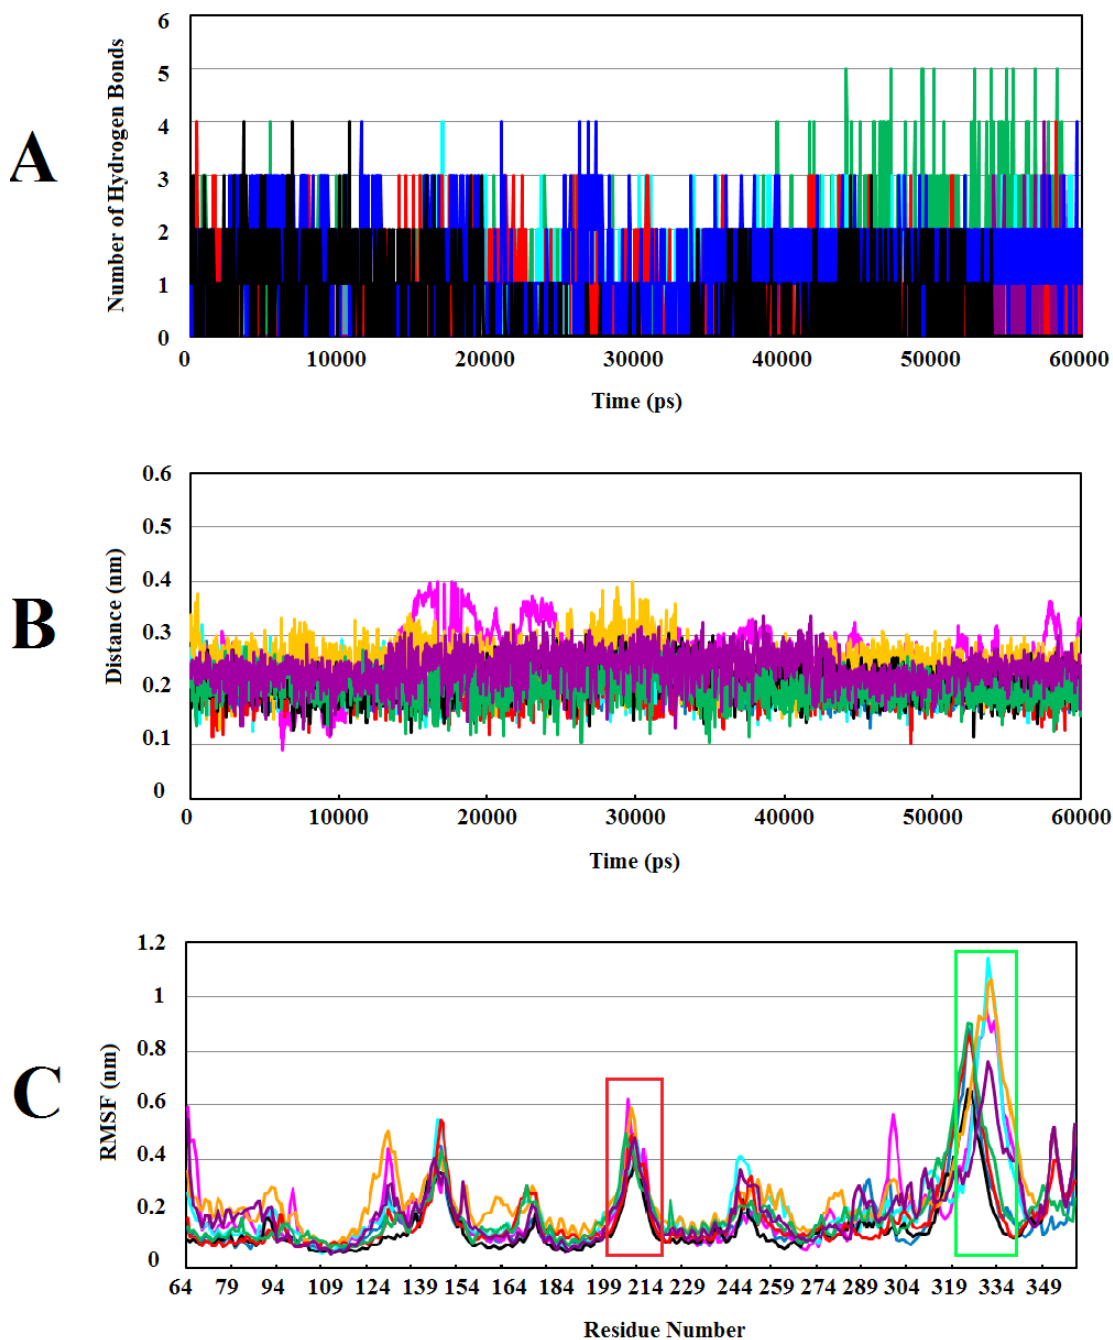 A
Number of Hydrogen Bonds
6
5
4
3
2
1
0
0 10000 20000 30000 40000 50000 60000
Time (ps)
B
Distance (nm)
0.6
0.5
0.4
0.3
0.2
0.1
0
0 10000 20000 30000 40000 50000 60000
Time (ps)
C
RMSF (nm)
1.2
1
0.8
0.6
0.4
0.2
0
64 79 94 109 124 139 154 164 184 199 214 229 244 259 274 289 304 319 334 349
Residue Number